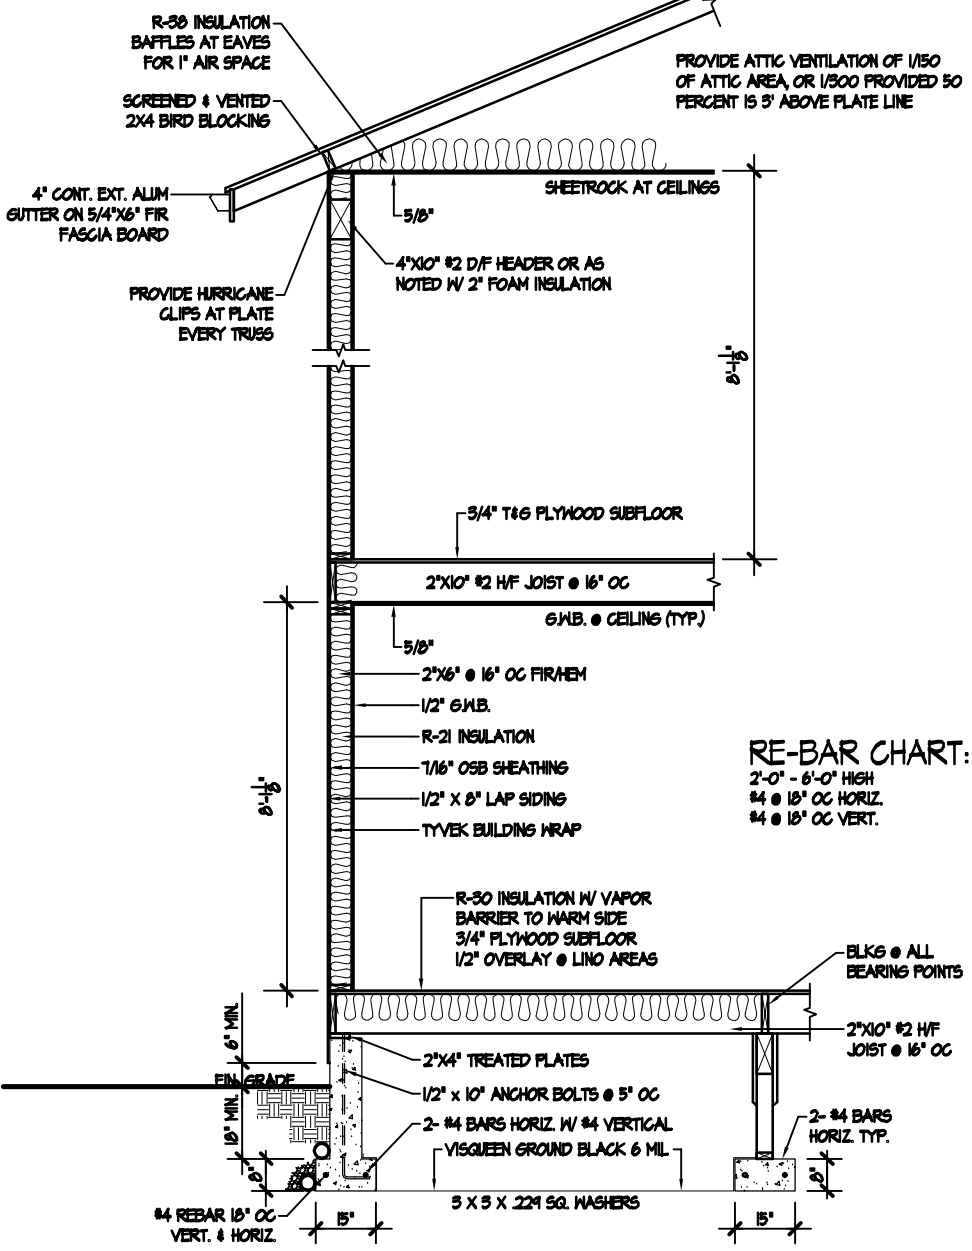 R-38 INSULATION
BAFFLES AT EAVES
FOR 1" AIR SPACE
PROVIDE ATTIC VENTILATION OF 1/150
OF ATTIC AREA, OR 1/300 PROVIDED 50
PERCENT IS 3' ABOVE PLATE LINE
SCREENED & VENTED
2X4 BIRD BLOCKING
4" CONT. EXT. ALUM
GUTTER ON 5/4"X6" FIR
FASCIA BOARD
SHEETROCK AT CEILINGS
5/8"
4"X10" #2 D/F HEADER OR AS
NOTED W/ 2" FOAM INSULATION
PROVIDE HURRICANE
CLIPS AT PLATE
EVERY TRUSS
8'-1 1/8"
3/4" T&G PLYWOOD SUBFLOOR
2"X10" #2 H/F JOIST @ 16" OC
G.W.B. @ CEILING (TYP.)
5/8"
2"X6" @ 16" OC FIR/HEM
1/2" G.W.B.
R-21 INSULATION
7/16" OSB SHEATHING
1/2" X 8" LAP SIDING
TYVEK BUILDING WRAP
8'-1 1/8"
RE-BAR CHART:
2'-0" - 6'-0" HIGH
#4 @ 18" OC HORIZ.
#4 @ 18" OC VERT.
R-30 INSULATION W/ VAPOR
BARRIER TO WARM SIDE
3/4" PLYWOOD SUBFLOOR
1/2" OVERLAY @ LINO AREAS
BLKG @ ALL
BEARING POINTS
2"X10" #2 H/F
JOIST @ 16" OC
6" MIN.
FIN. GRADE
18" MIN.
8"
2"X4" TREATED PLATES
1/2" x 10" ANCHOR BOLTS @ 5" OC
2- #4 BARS HORIZ. W/ #4 VERTICAL
VISQUEEN GROUND BLACK 6 MIL
3 X 3 X .229 SQ. WASHERS
2- #4 BARS
HORIZ. TYP.
8"
#4 REBAR 18" OC
VERT. & HORIZ.
15"
15"